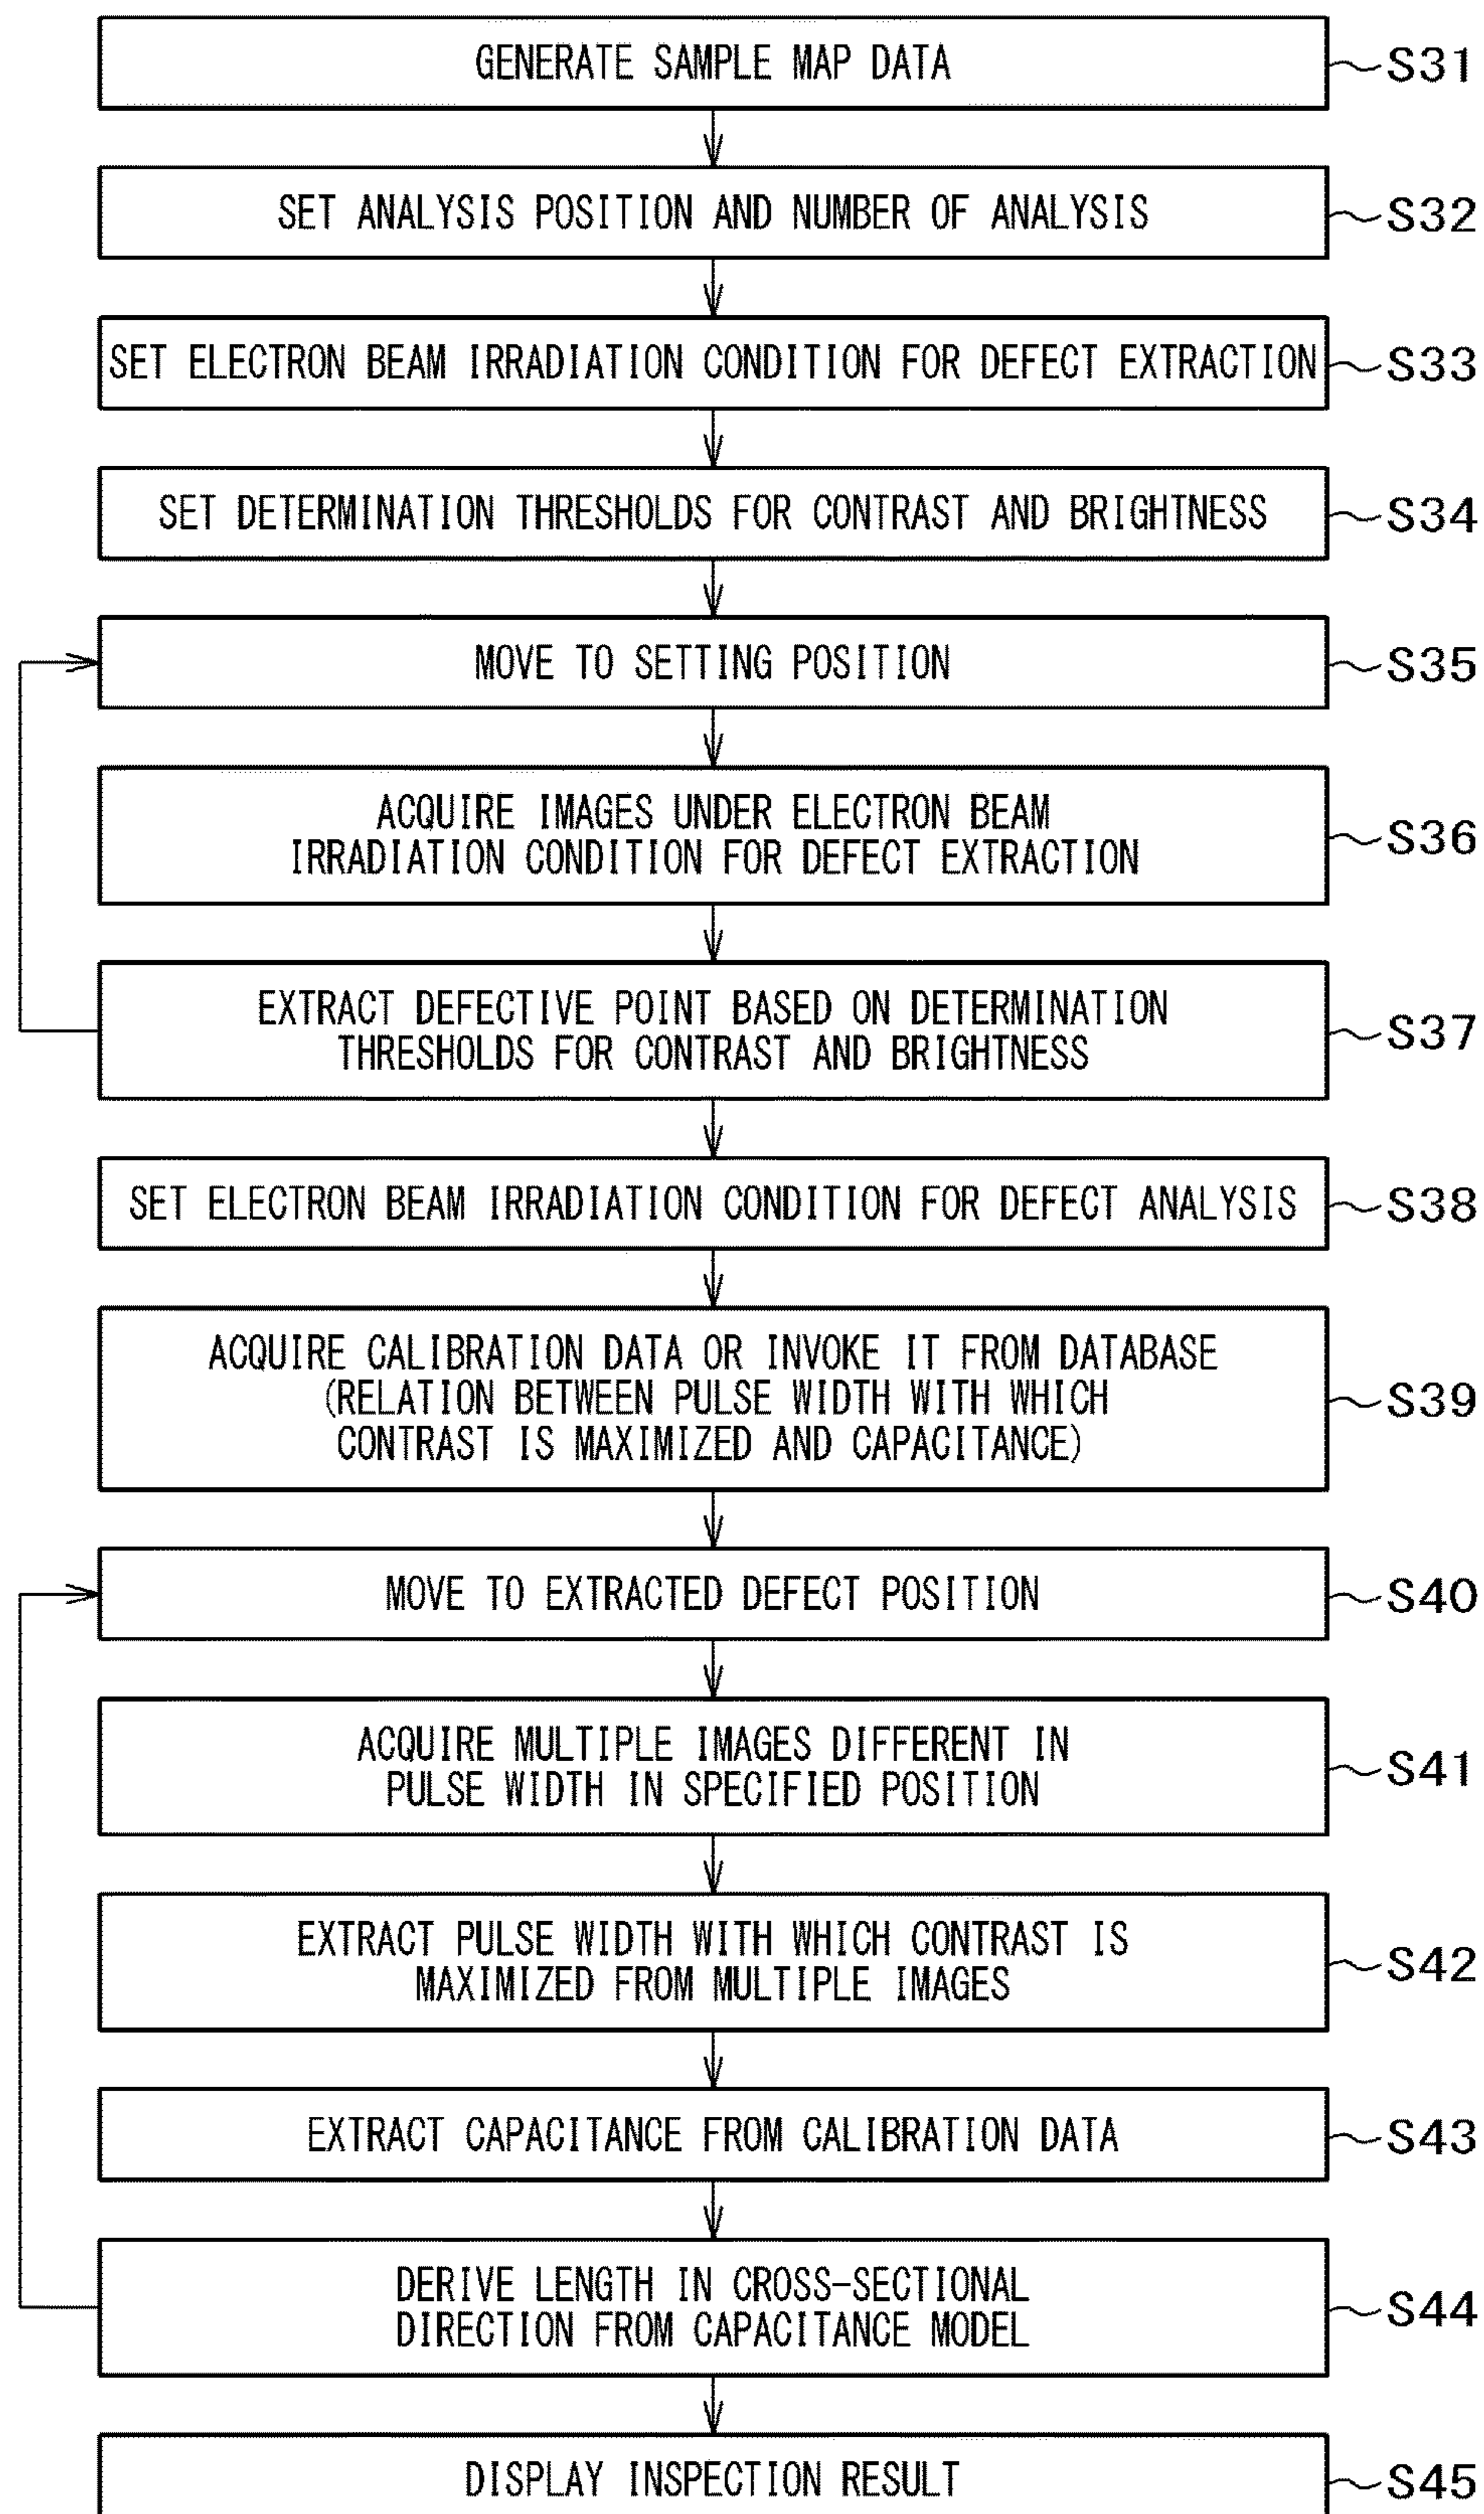 GENERATE SAMPLE MAP DATA
S31
SET ANALYSIS POSITION AND NUMBER OF ANALYSIS
S32
SET ELECTRON BEAM IRRADIATION CONDITION FOR DEFECT EXTRACTION
S33
SET DETERMINATION THRESHOLDS FOR CONTRAST AND BRIGHTNESS
S34
MOVE TO SETTING POSITION
S35
ACQUIRE IMAGES UNDER ELECTRON BEAM
IRRADIATION CONDITION FOR DEFECT EXTRACTION
S36
EXTRACT DEFECTIVE POINT BASED ON DETERMINATION
THRESHOLDS FOR CONTRAST AND BRIGHTNESS
S37
SET ELECTRON BEAM IRRADIATION CONDITION FOR DEFECT ANALYSIS
S38
ACQUIRE CALIBRATION DATA OR INVOKE IT FROM DATABASE
(RELATION BETWEEN PULSE WIDTH WITH WHICH
CONTRAST IS MAXIMIZED AND CAPACITANCE)
S39
MOVE TO EXTRACTED DEFECT POSITION
S40
ACQUIRE MULTIPLE IMAGES DIFFERENT IN
PULSE WIDTH IN SPECIFIED POSITION
S41
EXTRACT PULSE WIDTH WITH WHICH CONTRAST IS
MAXIMIZED FROM MULTIPLE IMAGES
S42
EXTRACT CAPACITANCE FROM CALIBRATION DATA
S43
DERIVE LENGTH IN CROSS-SECTIONAL
DIRECTION FROM CAPACITANCE MODEL
S44
DISPLAY INSPECTION RESULT
S45